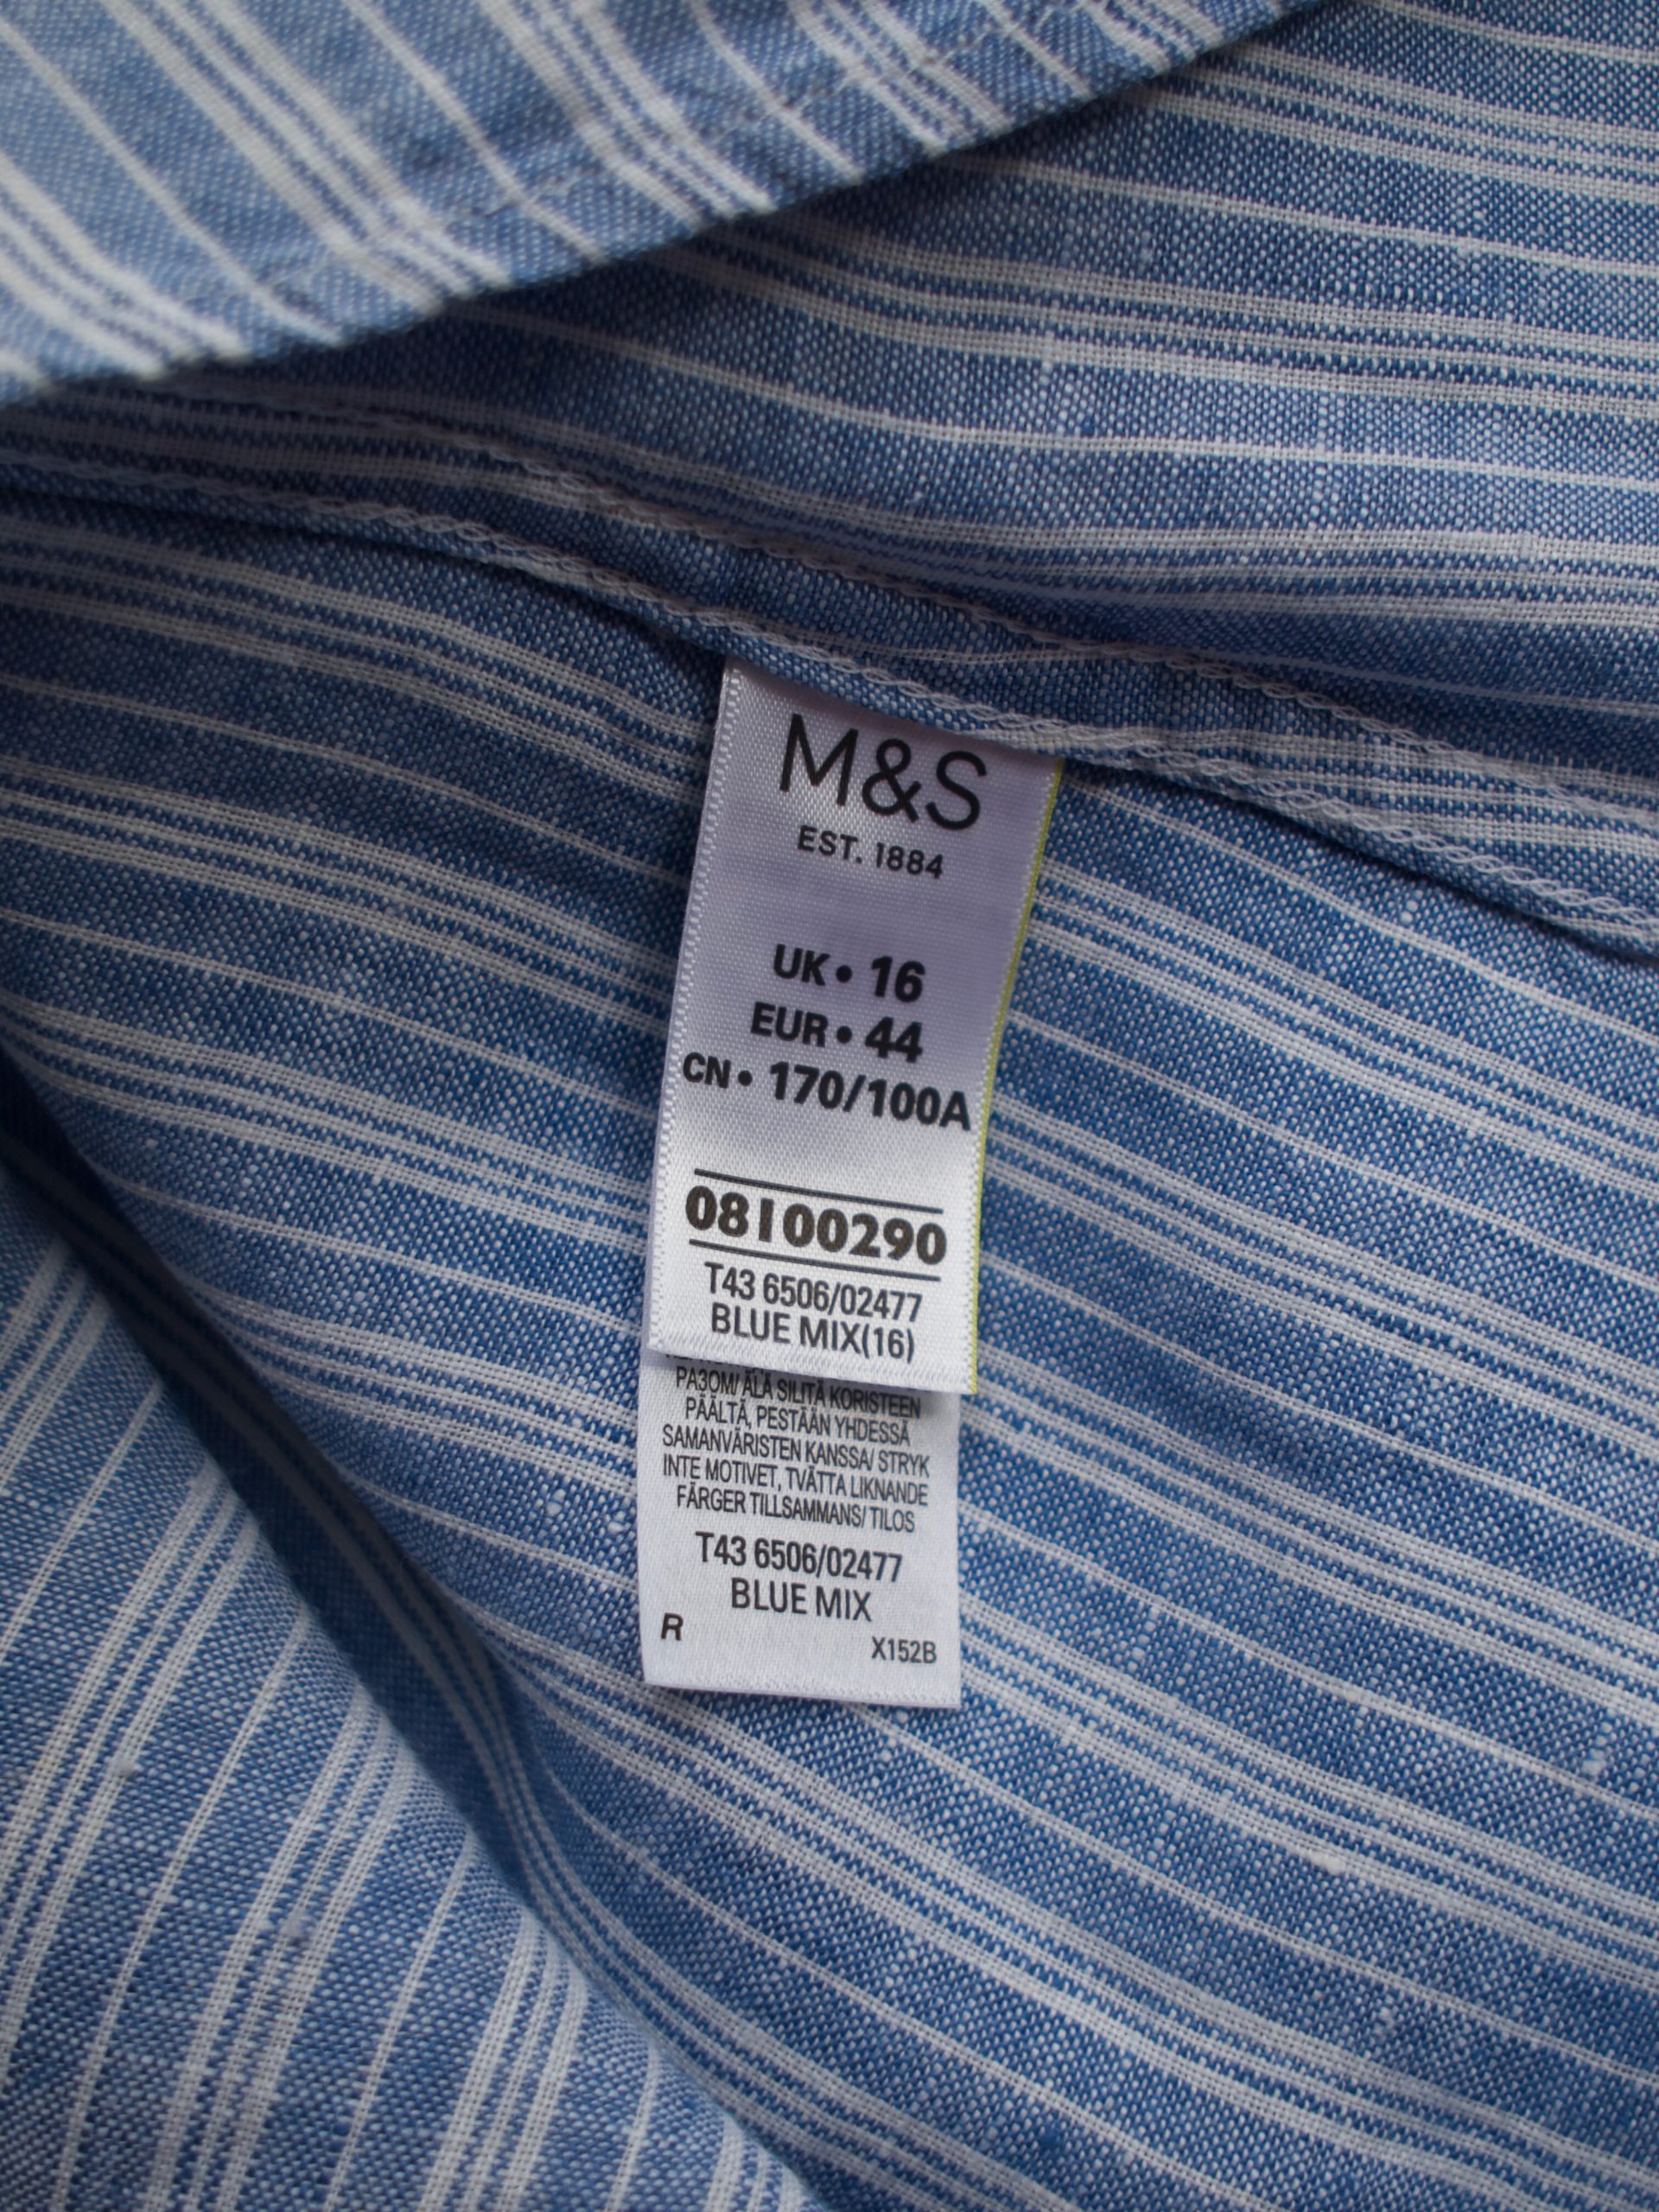 M&S
EST. 1884
UK • 16
EUR • 44
CN • 170/100A
08100290
T43 6506/02477
BLUE MIX(16)
РАЗОМ/ ÄLÄ SILITÄ KORISTEEN
PÄÄLTÄ, PESTÄÄN YHDESSÄ
SAMANVÄRISTEN KANSSA/ STRYK
INTE MOTIVET, TVÄTTA LIKNANDE
FÄRGER TILLSAMMANS/ TILOS
T43 6506/02477
BLUE MIX
R
X152B